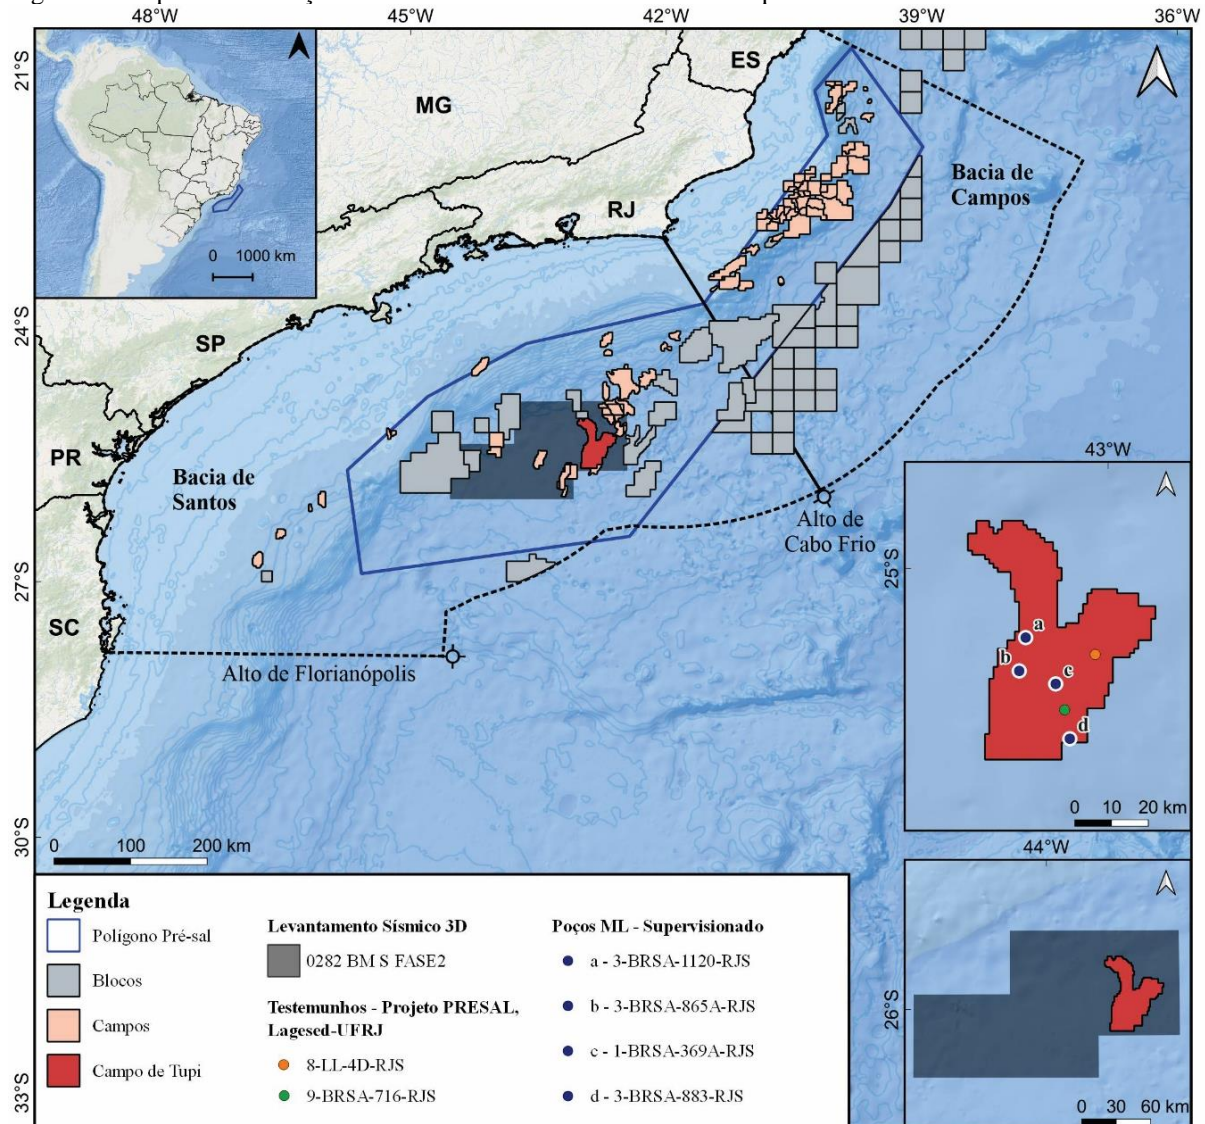 48°W 45°W 42°W 39°W 36°W
21°S
24°S
27°S
30°S
33°S
0 1000 km
ES
MG
RJ
SP
PR
SC
Bacia de
Campos
Bacia de
Santos
Alto de
Cabo Frio
Alto de Florianópolis
0 100 200 km
43°W
25°S
a
b
c
d
0 10 20 km
44°W
26°S
0 30 60 km
Legenda
Polígono Pré-sal
Blocos
Campos
Campo de Tupi
Levantamento Sísmico 3D
0282 BM S FASE2
Testemunhos - Projeto PRESAL,
Lagesed-UFRJ
8-LL-4D-RJS
9-BRSA-716-RJS
Poços ML - Supervisionado
a - 3-BRSA-1120-RJS
b - 3-BRSA-865A-RJS
c - 1-BRSA-369A-RJS
d - 3-BRSA-883-RJS